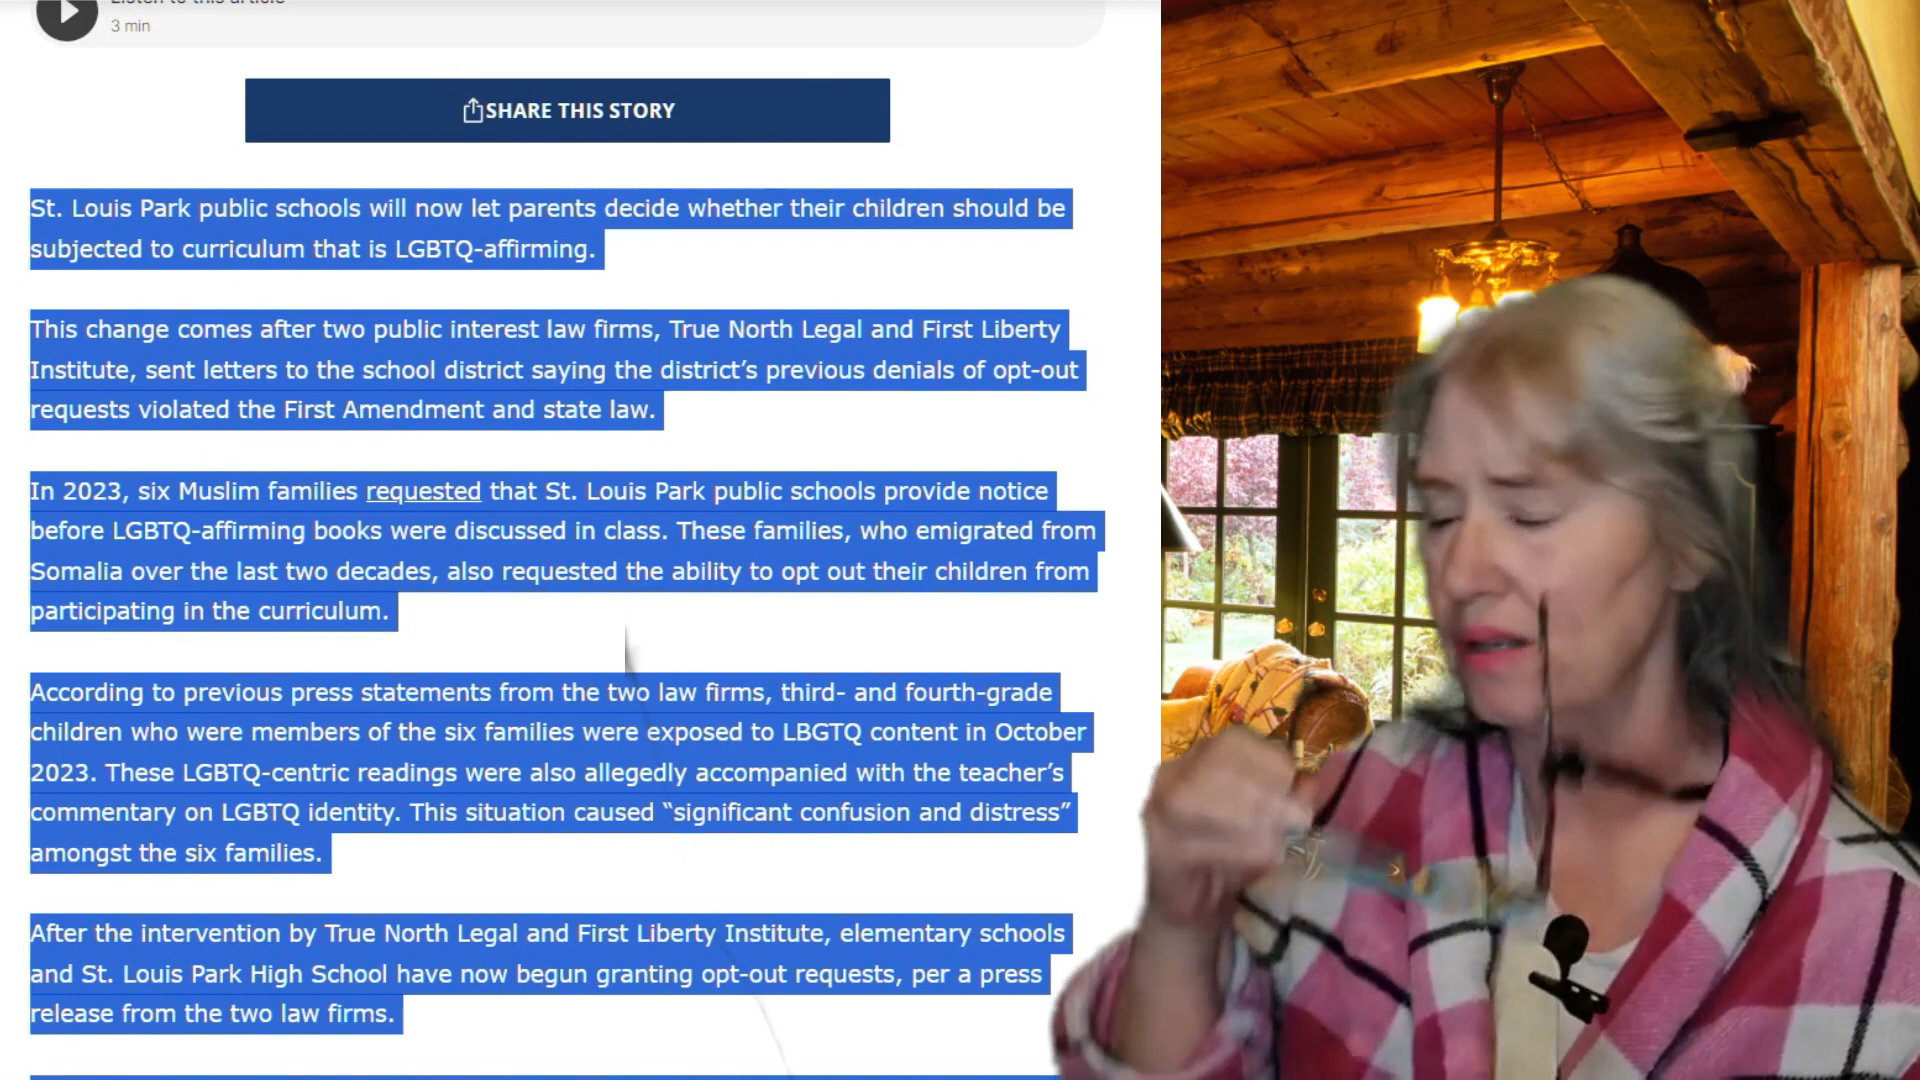 Listen to this article
3 min
SHARE THIS STORY
St. Louis Park public schools will now let parents decide whether their children should be
subjected to curriculum that is LGBTQ-affirming.
This change comes after two public interest law firms, True North Legal and First Liberty
Institute, sent letters to the school district saying the district’s previous denials of opt-out
requests violated the First Amendment and state law.
In 2023, six Muslim families requested that St. Louis Park public schools provide notice
before LGBTQ-affirming books were discussed in class. These families, who emigrated from
Somalia over the last two decades, also requested the ability to opt out their children from
participating in the curriculum.
According to previous press statements from the two law firms, third- and fourth-grade
children who were members of the six families were exposed to LBGTQ content in October
2023. These LGBTQ-centric readings were also allegedly accompanied with the teacher’s
commentary on LGBTQ identity. This situation caused “significant confusion and distress”
amongst the six families.
After the intervention by True North Legal and First Liberty Institute, elementary schools
and St. Louis Park High School have now begun granting opt-out requests, per a press
release from the two law firms.